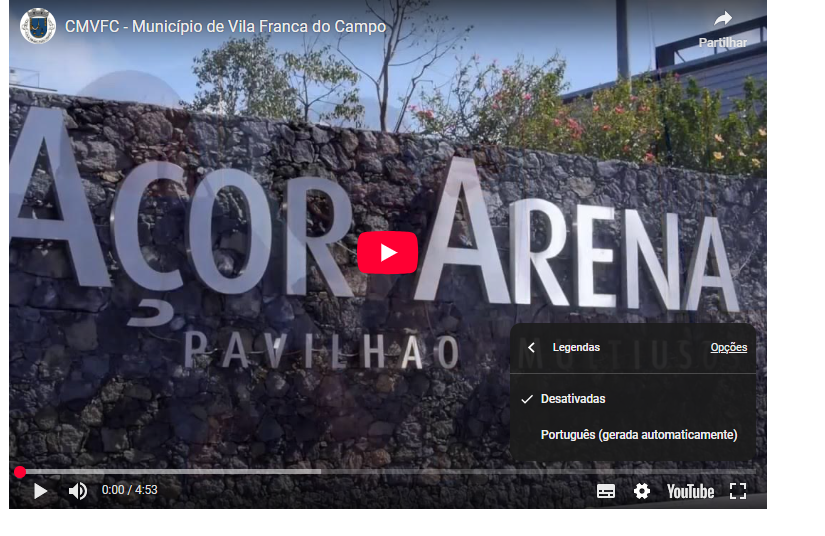 CMVFC - Município de Vila Franca do Campo
Partilhar
AÇOR ARENA
PAVILHÃO MULTIUSOS
Legendas
Opções
Desativadas
Português (gerada automaticamente)
0:00 / 4:53
YouTube